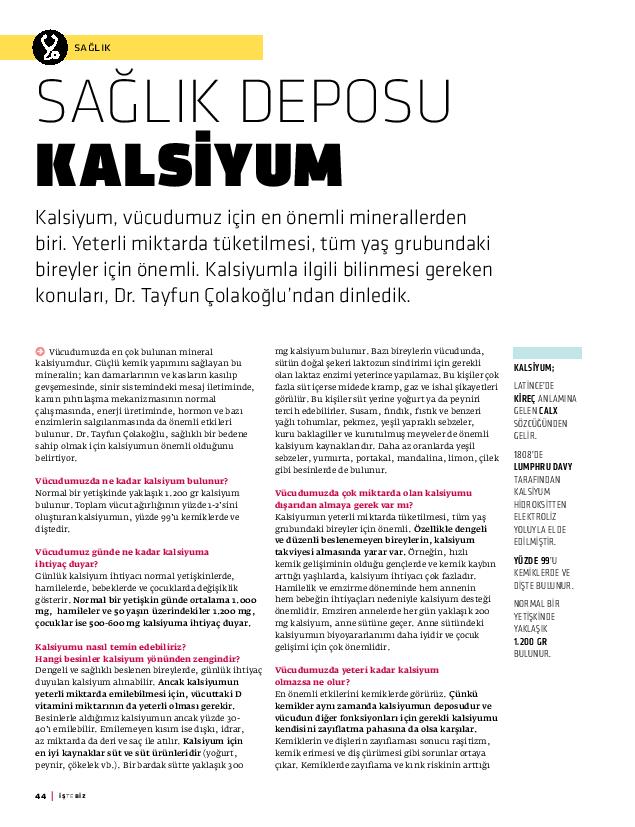 SAĞLIK
SAĞLIK DEPOSU
KALSİYUM
Kalsiyum, vücudumuz için en önemli minerallerden
biri. Yeterli miktarda tüketilmesi, tüm yaş grubundaki
bireyler için önemli. Kalsiyumla ilgili bilinmesi gereken
konuları, Dr. Tayfun Çolakoğlu'ndan dinledik.
Vücudumuzda en çok bulunan mineral
kalsiyumdur. Güçlü kemik yapımını sağlayan bu
mineralin; kan damarlarının ve kasların kasılıp
gevşemesinde, sinir sistemindeki mesaj iletiminde,
kanın pıhtılaşma mekanizmasının normal
çalışmasında, enerji üretiminde, hormon ve bazı
enzimlerin salgılanmasında da önemli etkileri
bulunur. Dr. Tayfun Çolakoğlu, sağlıklı bir bedene
sahip olmak için kalsiyumun önemli olduğunu
belirtiyor.
Vücudumuzda ne kadar kalsiyum bulunur?
Normal bir yetişkinde yaklaşık 1.200 gr kalsiyum
bulunur. Toplam vücut ağırlığının yüzde 1-2'sini
oluşturan kalsiyumun, yüzde 99'u kemiklerde ve
diştedir.
Vücudumuz günde ne kadar kalsiyuma
ihtiyaç duyar?
Günlük kalsiyum ihtiyacı normal yetişkinlerde,
hamilelerde, bebeklerde ve çocuklarda değişiklik
gösterir. Normal bir yetişkin günde ortalama 1.000
mg, hamileler ve 50 yaşın üzerindekiler 1.200 mg,
çocuklar ise 500-600 mg kalsiyuma ihtiyaç duyar.
Kalsiyumu nasıl temin edebiliriz?
Hangi besinler kalsiyum yönünden zengindir?
Dengeli ve sağlıklı beslenen bireylerde, günlük ihtiyaç
duyulan kalsiyum alınabilir. Ancak kalsiyumun
yeterli miktarda emilebilmesi için, vücuttaki D
vitamini miktarının da yeterli olması gerekir.
Besinlerle aldığımız kalsiyumun ancak yüzde 30-
40'ı emilebilir. Emilemeyen kısım ise dışkı, idrar,
az miktarda da deri ve saç ile atılır. Kalsiyum için
en iyi kaynaklar süt ve süt ürünleridir (yoğurt,
peynir, çökelek vb.). Bir bardak sütte yaklaşık 300
mg kalsiyum bulunur. Bazı bireylerin vücudunda,
sütün doğal şekeri laktozun sindirimi için gerekli
olan laktaz enzimi yeterince yapılamaz. Bu kişiler çok
fazla süt içerse midede kramp, gaz ve ishal şikayetleri
görülür. Bu kişiler süt yerine yoğurt ya da peyniri
tercih edebilirler. Susam, fındık, fıstık ve benzeri
yağlı tohumlar, pekmez, yeşil yapraklı sebzeler,
kuru baklagiller ve kurutulmuş meyveler de önemli
kalsiyum kaynaklarıdır. Daha az oranlarda yeşil
sebzeler, yumurta, portakal, mandalina, limon, çilek
gibi besinlerde de bulunur.
Vücudumuzda çok miktarda olan kalsiyumu
dışarıdan almaya gerek var mı?
Kalsiyumun yeterli miktarda tüketilmesi, tüm yaş
grubundaki bireyler için önemli. Özellikle dengeli
ve düzenli beslenemeyen bireylerin, kalsiyum
takviyesi almasında yarar var. Örneğin, hızlı
kemik gelişiminin olduğu gençlerde ve kemik kaybın
arttığı yaşlılarda, kalsiyum ihtiyacı çok fazladır.
Hamilelik ve emzirme döneminde hem annenin
hem bebeğin ihtiyaçları nedeniyle kalsiyum desteği
önemlidir. Emziren annelerde her gün yaklaşık 200
mg kalsiyum, anne sütüne geçer. Anne sütündeki
kalsiyumun biyoyararlanımı daha iyidir ve çocuk
gelişimi için çok önemlidir.
Vücudumuzda yeteri kadar kalsiyum
olmazsa ne olur?
En önemli etkilerini kemiklerde görürüz. Çünkü
kemikler aynı zamanda kalsiyumun deposudur ve
vücudun diğer fonksiyonları için gerekli kalsiyumu
kendisini zayıflatma pahasına da olsa karşılar.
Kemiklerin ve dişlerin zayıflaması sonucu raşitizm,
kemik erimesi ve diş çürümesi gibi sorunlar ortaya
çıkar. Kemiklerde zayıflama ve kırık riskinin arttığı
KALSİYUM;
LATİNCE'DE
KİREÇ ANLAMINA
GELEN CALX
SÖZCÜĞÜNDEN
GELİR.
1808'DE
LUMPHRU DAVY
TARAFINDAN
KALSİYUM
HİDROKSİTTEN
ELEKTROLİZ
YOLUYLA ELDE
EDİLMİŞTİR.
YÜZDE 99'U
KEMİKLERDE VE
DİŞTE BULUNUR.
NORMAL BİR
YETİŞKİNDE
YAKLAŞIK
1.200 GR
BULUNUR.
44 | İŞTE BİZ